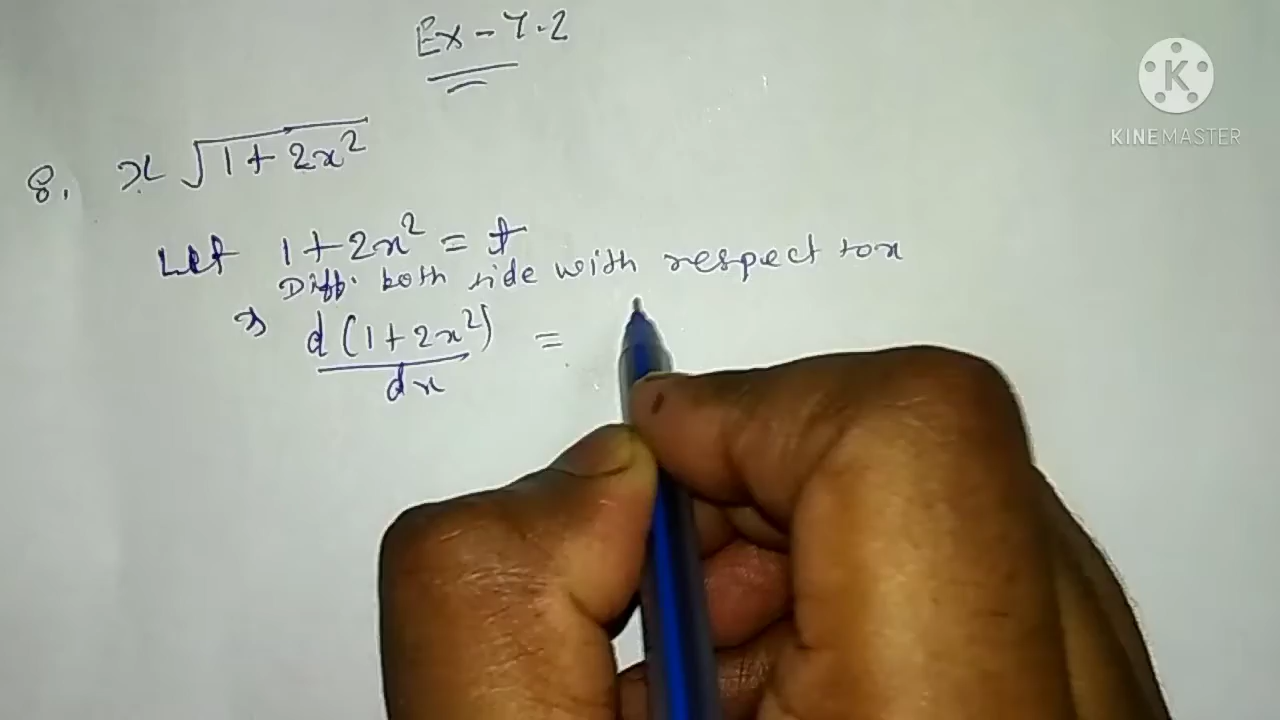 Ex - 7.2
K
KINEMASTER
8. x √1 + 2x²
Let 1 + 2x² = t
Diff. both side with respect to x
⇒ d (1 + 2x²) =
dx